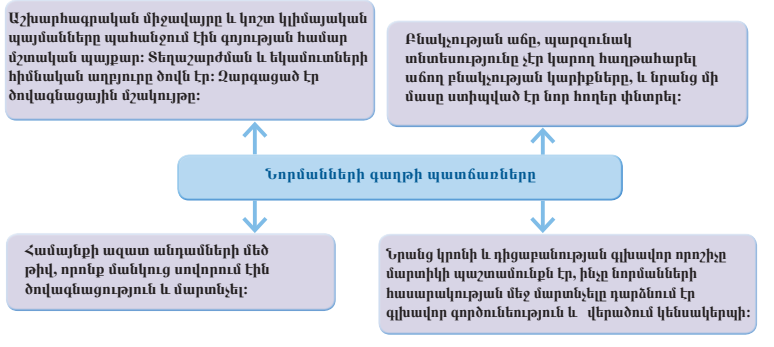 Աշխարհագրական միջավայրը և կոշտ կլիմայական
պայմանները պահանջում էին գոյության համար
մշտական պայքար: Տեղաշարժման և եկամուտների
հիմնական աղբյուրը ծովն էր: Զարգացած էր
ծովագնացային մշակույթը:
Բնակչության աճը, պարզունակ
տնտեսությունը չէր կարող հաղթահարել
աճող բնակչության կարիքները, և նրանց մի
մասը ստիպված էր նոր հողեր փնտրել:
Նորմանների գաղթի պատճառները
Համայնքի ազատ անդամների մեծ
թիվ, որոնք մանկուց սովորում էին
ծովագնացություն և մարտնչել:
Նրանց կրոնի և դիցաբանության գլխավոր որոշիչը
մարտիկի պաշտամունքն էր, ինչը նորմանների
հասարակության մեջ մարտնչելը դարձնում էր
գլխավոր գործունեություն և վերածում կենսակերպի: